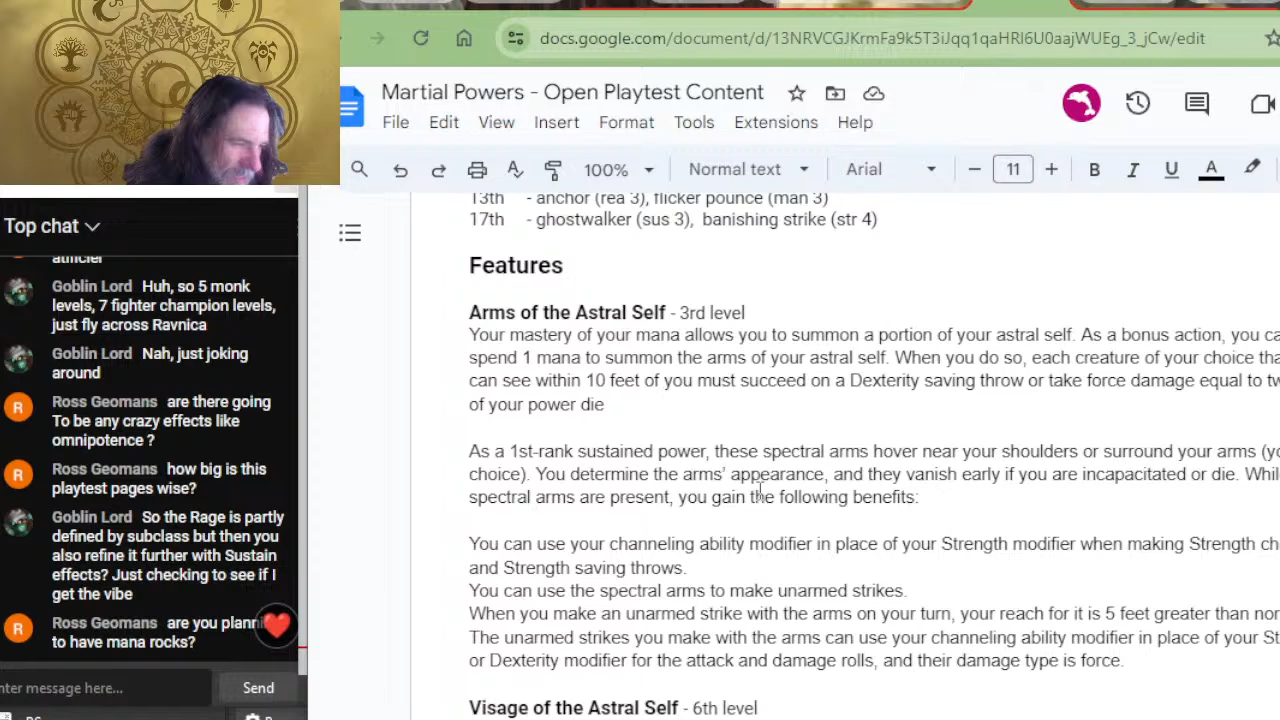 docs.google.com/document/d/13NRVCGJKrmFa9k5T3iJqq1qaHRl6U0aajWUEg_3_jCw/edit
Martial Powers - Open Playtest Content
File Edit View Insert Format Tools Extensions Help
100% Normal text Arial 11 B I U A
Top chat
artificier
Goblin Lord Huh, so 5 monk
levels, 7 fighter champion levels,
just fly across Ravnica
Goblin Lord Nah, just joking
around
Ross Geomans are there going
To be any crazy effects like
omnipotence ?
Ross Geomans how big is this
playtest pages wise?
Goblin Lord So the Rage is partly
defined by subclass but then you
also refine it further with Sustain
effects? Just checking to see if I
get the vibe
Ross Geomans are you planni
to have mana rocks?
nter message here... Send
13th - anchor (rea 3), flicker pounce (man 3)
17th - ghostwalker (sus 3), banishing strike (str 4)
Features
Arms of the Astral Self - 3rd level
Your mastery of your mana allows you to summon a portion of your astral self. As a bonus action, you ca
spend 1 mana to summon the arms of your astral self. When you do so, each creature of your choice tha
can see within 10 feet of you must succeed on a Dexterity saving throw or take force damage equal to tw
of your power die
As a 1st-rank sustained power, these spectral arms hover near your shoulders or surround your arms (yo
choice). You determine the arms' appearance, and they vanish early if you are incapacitated or die. Whil
spectral arms are present, you gain the following benefits:
You can use your channeling ability modifier in place of your Strength modifier when making Strength che
and Strength saving throws.
You can use the spectral arms to make unarmed strikes.
When you make an unarmed strike with the arms on your turn, your reach for it is 5 feet greater than nor
The unarmed strikes you make with the arms can use your channeling ability modifier in place of your St
or Dexterity modifier for the attack and damage rolls, and their damage type is force.
Visage of the Astral Self - 6th level